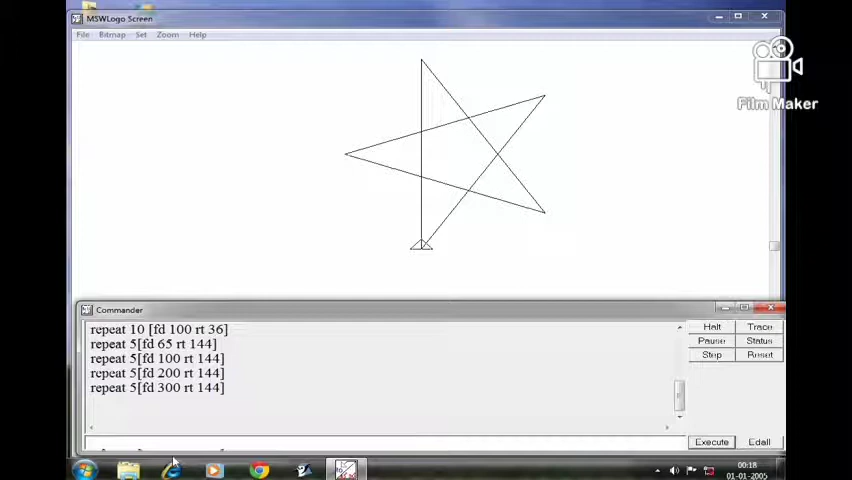 MSWLogo Screen
File Bitmap Set Zoom Help
Film Maker
Commander
repeat 10 [fd 100 rt 36]
repeat 5[fd 65 rt 144]
repeat 5[fd 100 rt 144]
repeat 5[fd 200 rt 144]
repeat 5[fd 300 rt 144]
Halt Trace
Pause Status
Step Reset
Execute Edall
00:18
01-01-2005